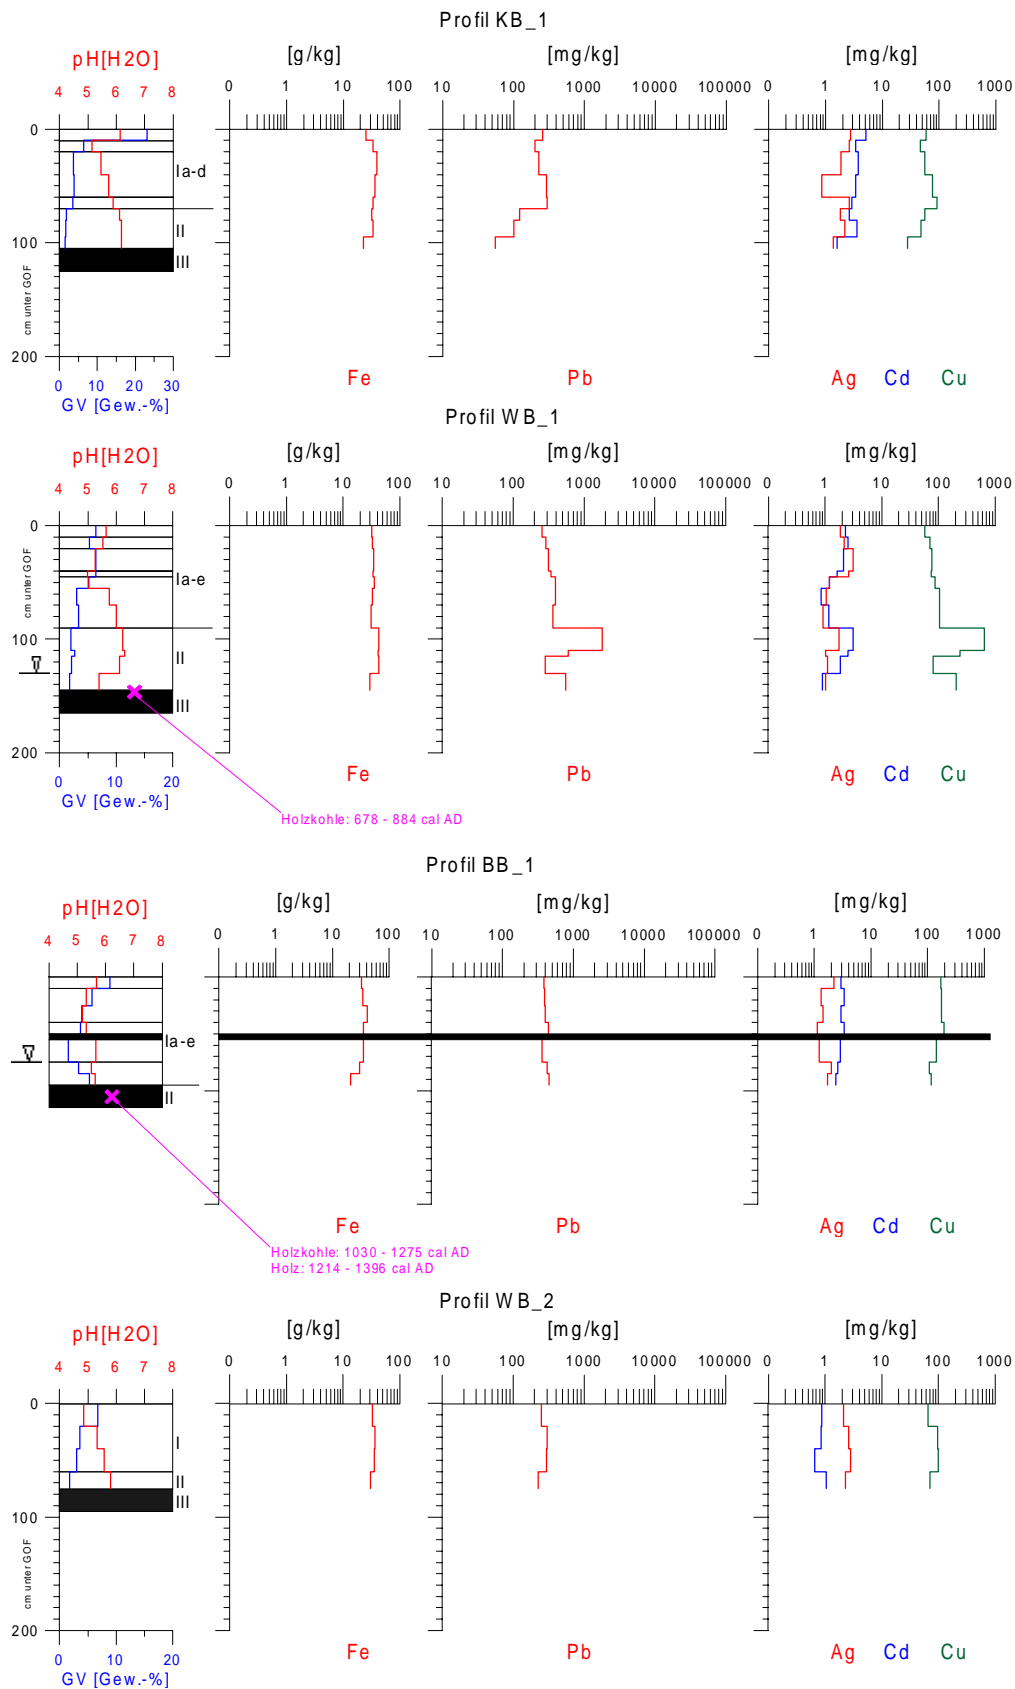 Profil KB_1
[g/kg] [mg/kg] [mg/kg]
pH[H2O]
4 5 6 7 8 0 1 10 100 10 100 1000 10000 100000 0 1 10 100 1000
0
Ia-d
II
100
III
cm unter GOF
200
0 10 20 30 Fe Pb Ag Cd Cu
GV [Gew.-%]
Profil WB_1
[g/kg] [mg/kg] [mg/kg]
pH[H2O]
4 5 6 7 8 0 1 10 100 10 100 1000 10000 100000 0 1 10 100 1000
0
cm unter GOF
Ia-e
100
II
III
200
0 10 20 Fe Pb Ag Cd Cu
GV [Gew.-%]
Holzkohle: 678 - 884 cal AD
Profil BB_1
[g/kg] [mg/kg] [mg/kg]
pH[H2O]
4 5 6 7 8 0 1 10 100 10 100 1000 10000 100000 0 1 10 100 1000
Ia-e
II
Fe Pb Ag Cd Cu
Holzkohle: 1030 - 1275 cal AD
Holz: 1214 - 1396 cal AD
Profil WB_2
[g/kg] [mg/kg] [mg/kg]
pH[H2O]
4 5 6 7 8 0 1 10 100 10 100 1000 10000 100000 0 1 10 100 1000
0
I
II
III
100
cm unter GOF
200
0 10 20 Fe Pb Ag Cd Cu
GV [Gew.-%]